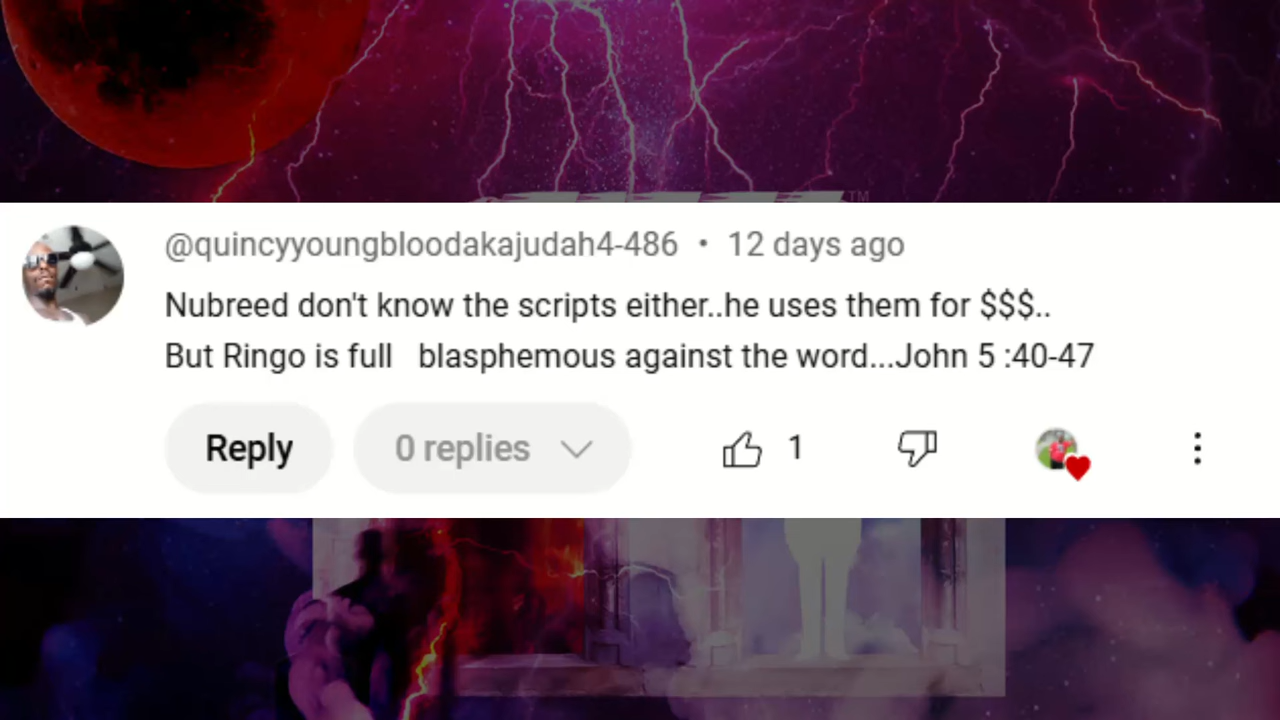 TM
@quincyyoungbloodakajudah4-486 • 12 days ago
Nubreed don't know the scripts either..he uses them for $$$..
But Ringo is full blasphemous against the word...John 5 :40-47
Reply 0 replies 1